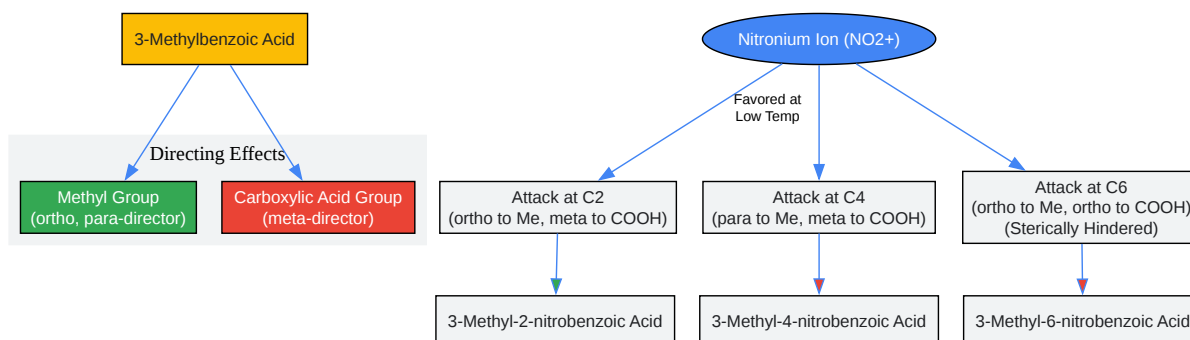 3-Methylbenzoic Acid
Directing Effects
Methyl Group
(ortho, para-director)
Carboxylic Acid Group
(meta-director)
Nitronium Ion (NO2+)
Favored at
Low Temp
Attack at C2
(ortho to Me, meta to COOH)
Attack at C4
(para to Me, meta to COOH)
Attack at C6
(ortho to Me, ortho to COOH)
(Sterically Hindered)
3-Methyl-2-nitrobenzoic Acid
3-Methyl-4-nitrobenzoic Acid
3-Methyl-6-nitrobenzoic Acid